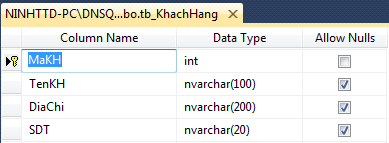 NINHTTD-PC\DNSQ...bo.tb_KhachHang
Column Name Data Type Allow Nulls
MaKH int
TenKH nvarchar(100)
DiaChi nvarchar(200)
SDT nvarchar(20)